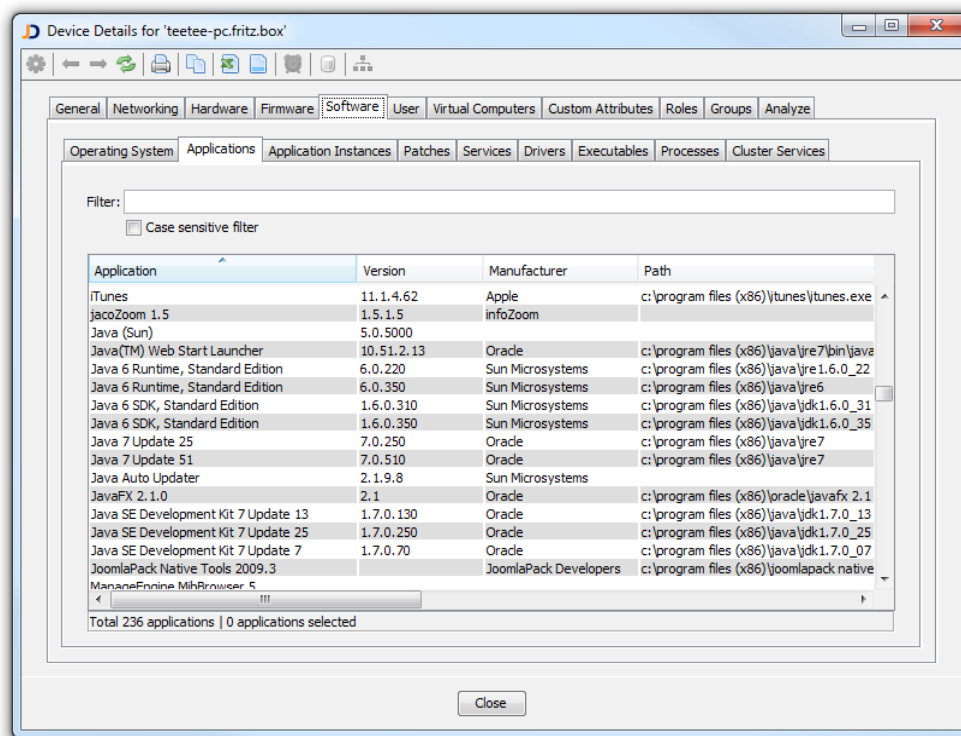 Device Details for 'teetee-pc.fritz.box'
General Networking Hardware Firmware Software User Virtual Computers Custom Attributes Roles Groups Analyze
Operating System Applications Application Instances Patches Services Drivers Executables Processes Cluster Services
Filter:
Case sensitive filter
Application Version Manufacturer Path
iTunes 11.1.4.62 Apple c:\program files (x86)\itunes\itunes.exe
jacoZoom 1.5 1.5.1.5 infoZoom
Java (Sun) 5.0.5000
Java(TM) Web Start Launcher 10.51.2.13 Oracle c:\program files (x86)\java\jre7\bin\java
Java 6 Runtime, Standard Edition 6.0.220 Sun Microsystems c:\program files (x86)\java\jre1.6.0_22
Java 6 Runtime, Standard Edition 6.0.350 Sun Microsystems c:\program files (x86)\java\jre6
Java 6 SDK, Standard Edition 1.6.0.310 Sun Microsystems c:\program files (x86)\java\jdk1.6.0_31
Java 6 SDK, Standard Edition 1.6.0.350 Sun Microsystems c:\program files (x86)\java\jdk1.6.0_35
Java 7 Update 25 7.0.250 Oracle c:\program files (x86)\java\jre7
Java 7 Update 51 7.0.510 Oracle c:\program files (x86)\java\jre7
Java Auto Updater 2.1.9.8 Sun Microsystems
JavaFX 2.1.0 2.1 Oracle c:\program files (x86)\oracle\javafx 2.1
Java SE Development Kit 7 Update 13 1.7.0.130 Oracle c:\program files (x86)\java\jdk1.7.0_13
Java SE Development Kit 7 Update 25 1.7.0.250 Oracle c:\program files (x86)\java\jdk1.7.0_25
Java SE Development Kit 7 Update 7 1.7.0.70 Oracle c:\program files (x86)\java\jdk1.7.0_07
JoomlaPack Native Tools 2009.3 JoomlaPack Developers c:\program files (x86)\joomlapack native
ManageEngine MibBrowser 5
Total 236 applications | 0 applications selected
Close